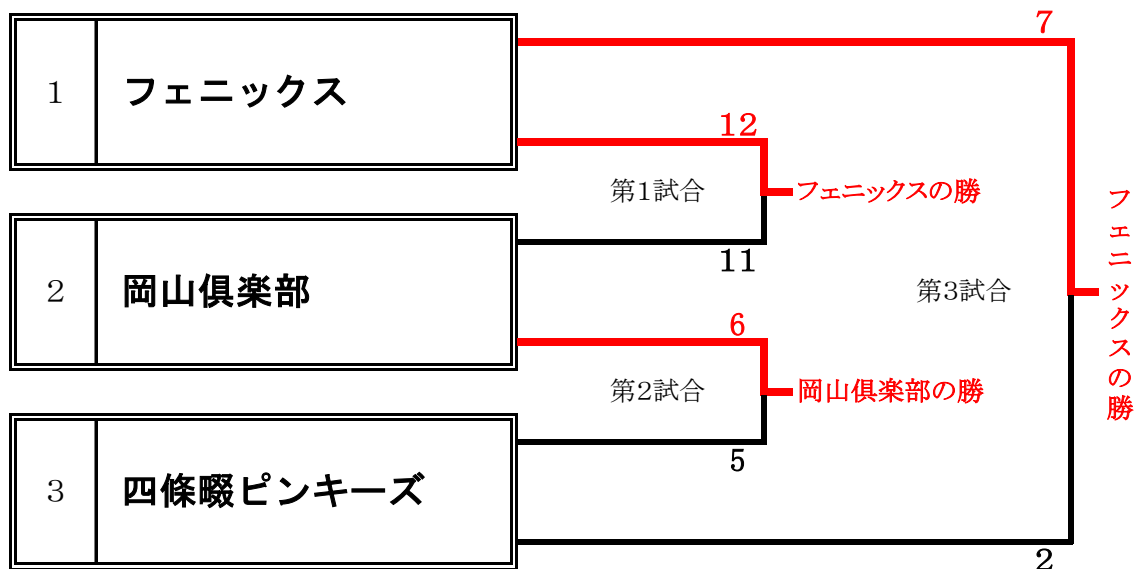 7
1 フェニックス
12
第1試合 フェニックスの勝
11
2 岡山倶楽部
第3試合 フェニックスの勝
6
第2試合 岡山倶楽部の勝
5
3 四條畷ピンキーズ
2